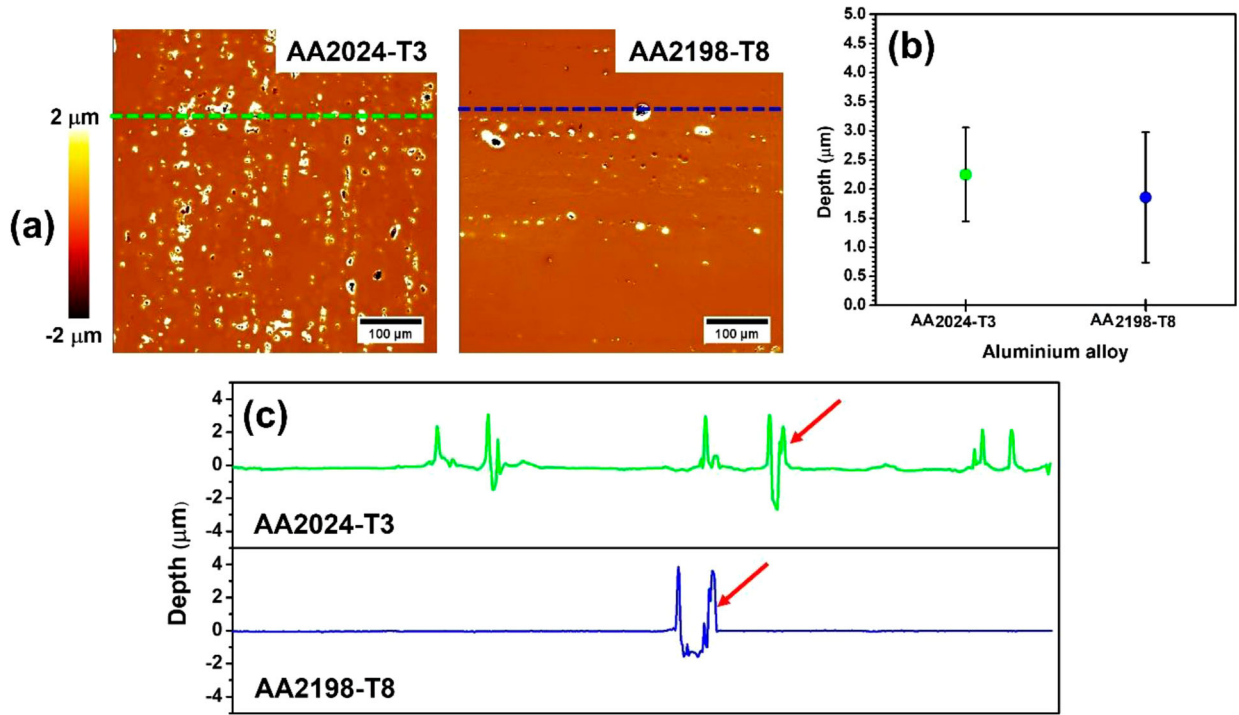 AA2024-T3
AA2198-T8
2 μm
(a)
-2 μm
100 μm
100 μm
(b)
5.0
4.5
4.0
3.5
3.0
2.5
2.0
1.5
1.0
0.5
0.0
Depth (μm)
AA2024-T3
AA2198-T8
Aluminium alloy
(c)
4
2
0
-2
-4
AA2024-T3
Depth (μm)
4
2
0
-2
-4
AA2198-T8